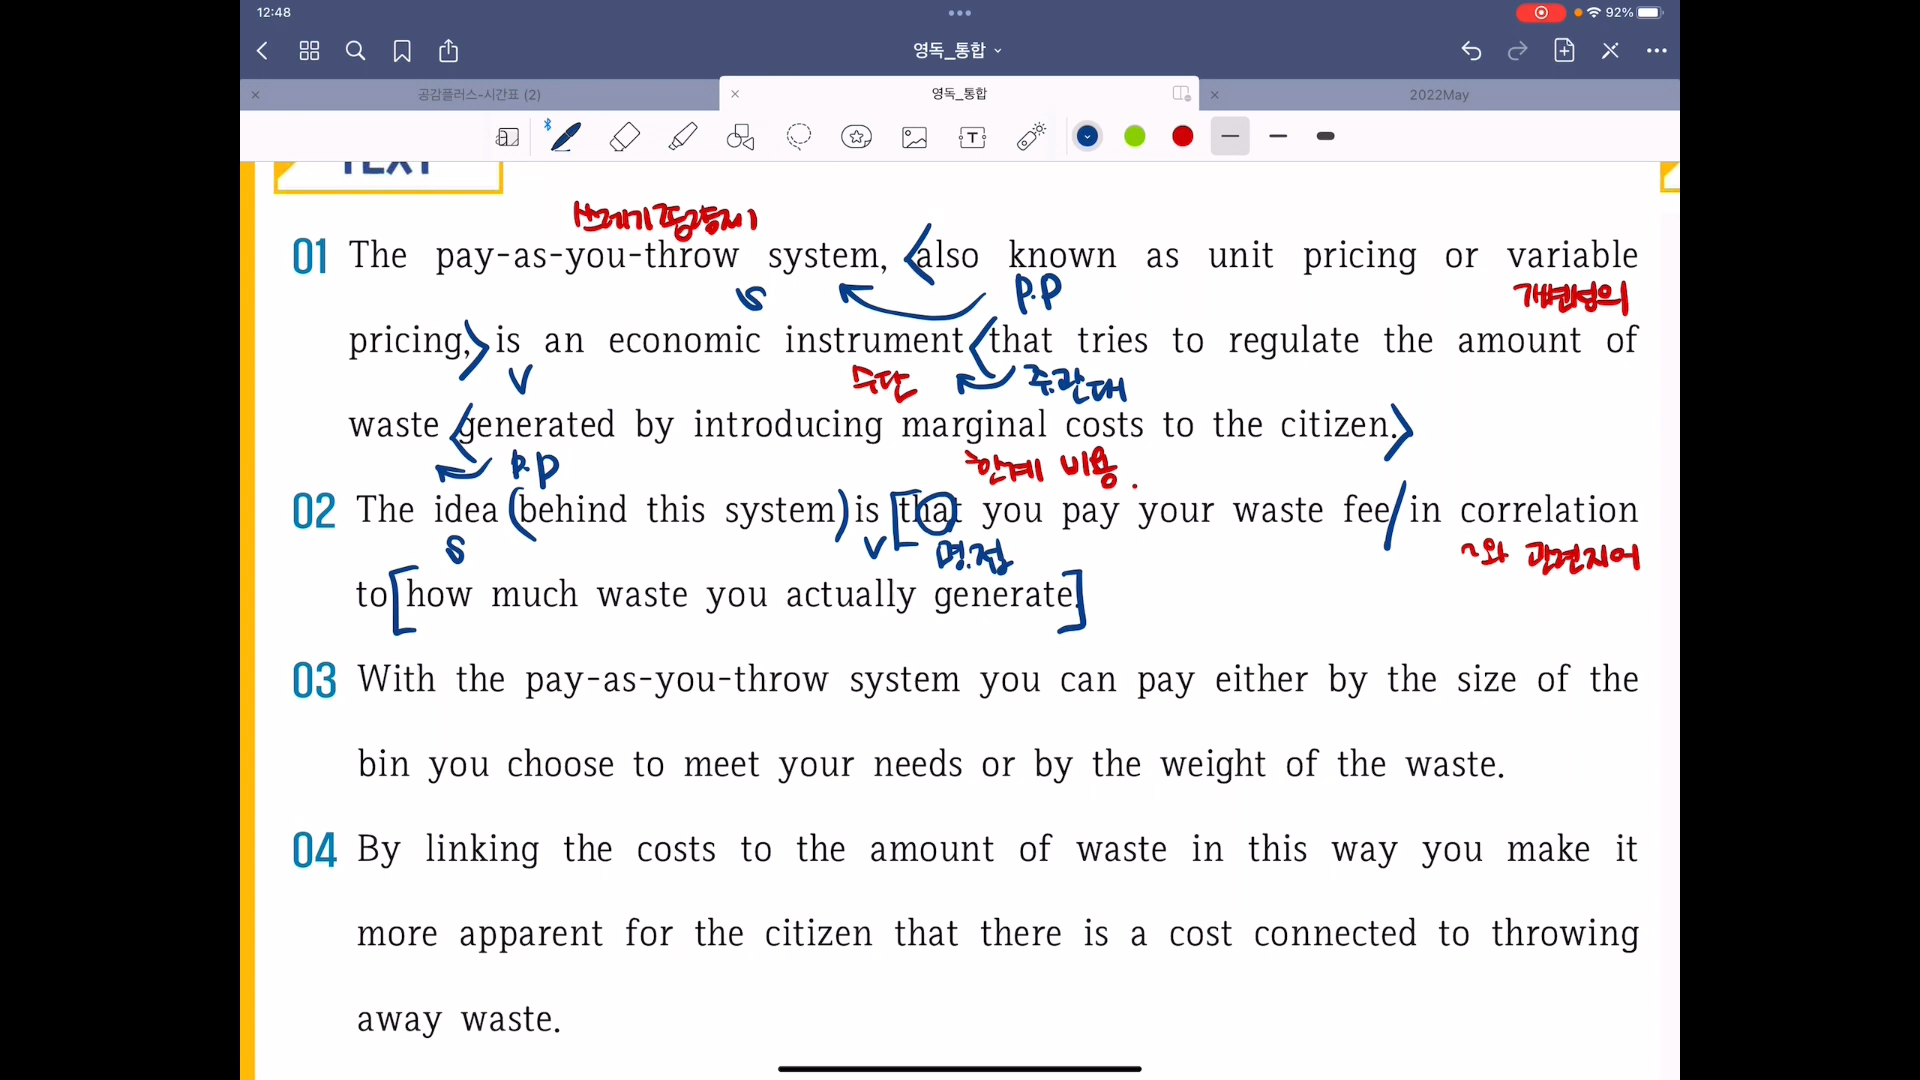 12:48
92%
영독_통합
공감플러스-시간표 (2)
영독_통합
2022May
TEXT
쓰레기 종량제
01 The pay-as-you-throw system, <also known as unit pricing or variable
S
p.p
개별단위
pricing,> is an economic instrument <that tries to regulate the amount of
V
수단
주.관.대
waste <generated by introducing marginal costs to the citizen.>
p.p
한계 비용
02 The idea (behind this system) is [that you pay your waste fee / in correlation
S
V
명.접
~와 관련지어
to [how much waste you actually generate.]
03 With the pay-as-you-throw system you can pay either by the size of the
bin you choose to meet your needs or by the weight of the waste.
04 By linking the costs to the amount of waste in this way you make it
more apparent for the citizen that there is a cost connected to throwing
away waste.